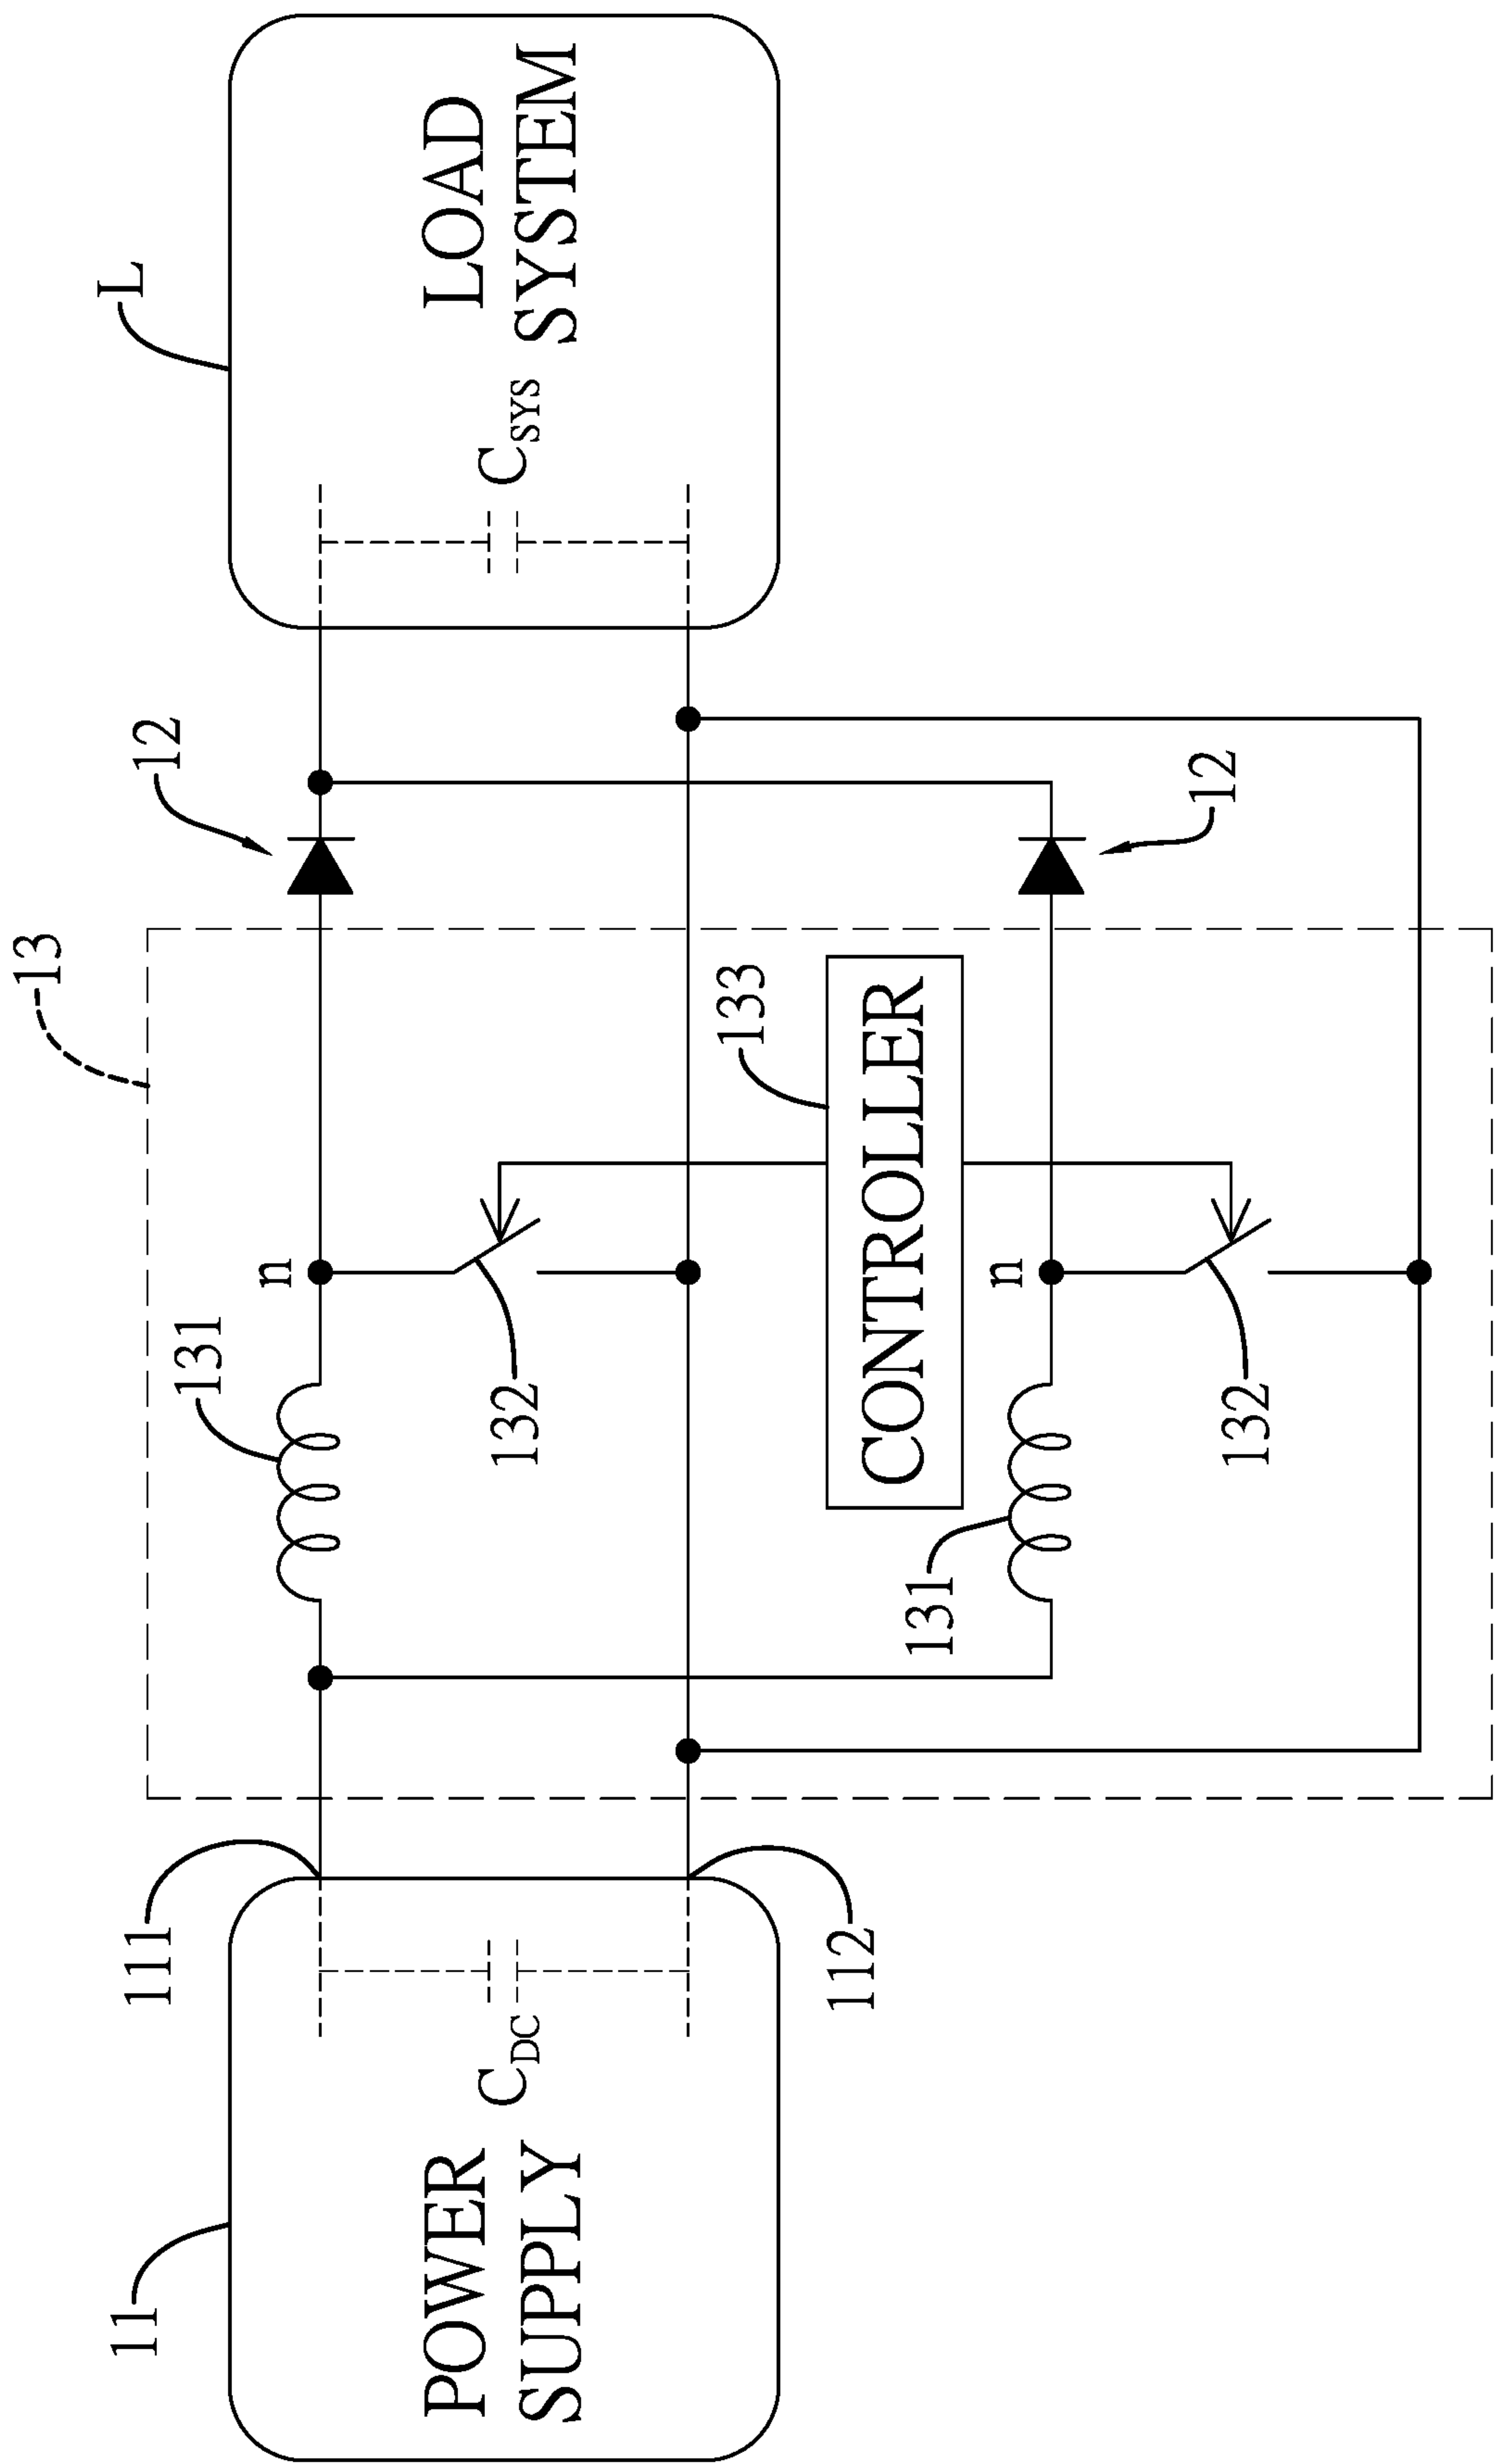 13
11
111
131
12
L
n
POWER
SUPPLY
C_DC
C_SYS
LOAD
SYSTEM
132
112
133
CONTROLLER
131
n
12
132